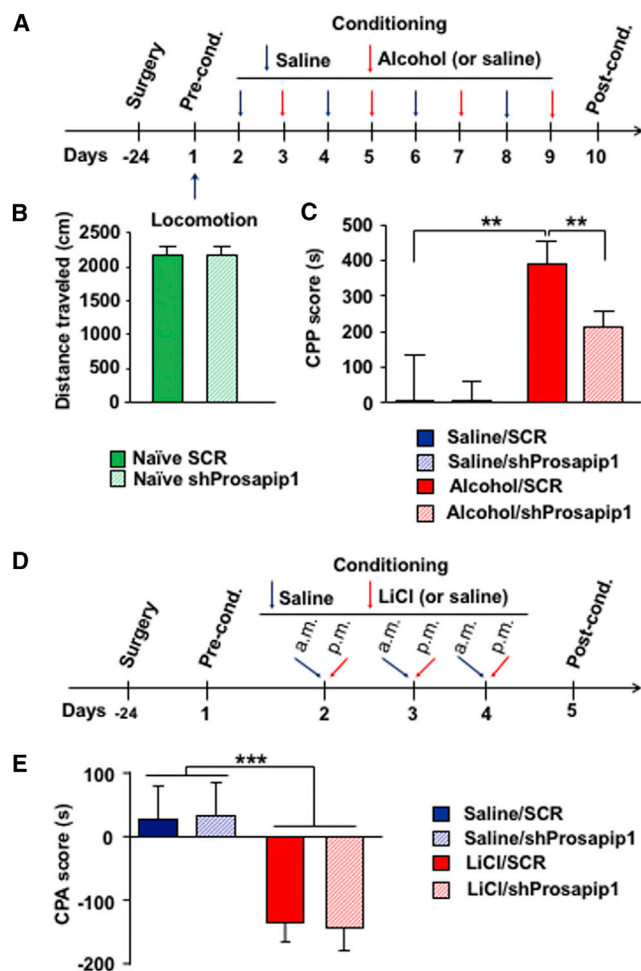 A
Conditioning
Saline Alcohol (or saline)
Surgery
Pre-cond.
Post-cond.
Days -24 1 2 3 4 5 6 7 8 9 10
B
Locomotion
Distance traveled (cm)
2500
2000
1500
1000
500
0
Naïve SCR
Naïve shProsapip1
C
CPP score (s)
500
400
300
200
100
0
** **
Saline/SCR
Saline/shProsapip1
Alcohol/SCR
Alcohol/shProsapip1
D
Conditioning
Saline LiCl (or saline)
Surgery
Pre-cond.
a.m. p.m. a.m. p.m. a.m. p.m.
Post-cond.
Days -24 1 2 3 4 5
E
CPA score (s)
100
0
-100
-200
***
Saline/SCR
Saline/shProsapip1
LiCl/SCR
LiCl/shProsapip1